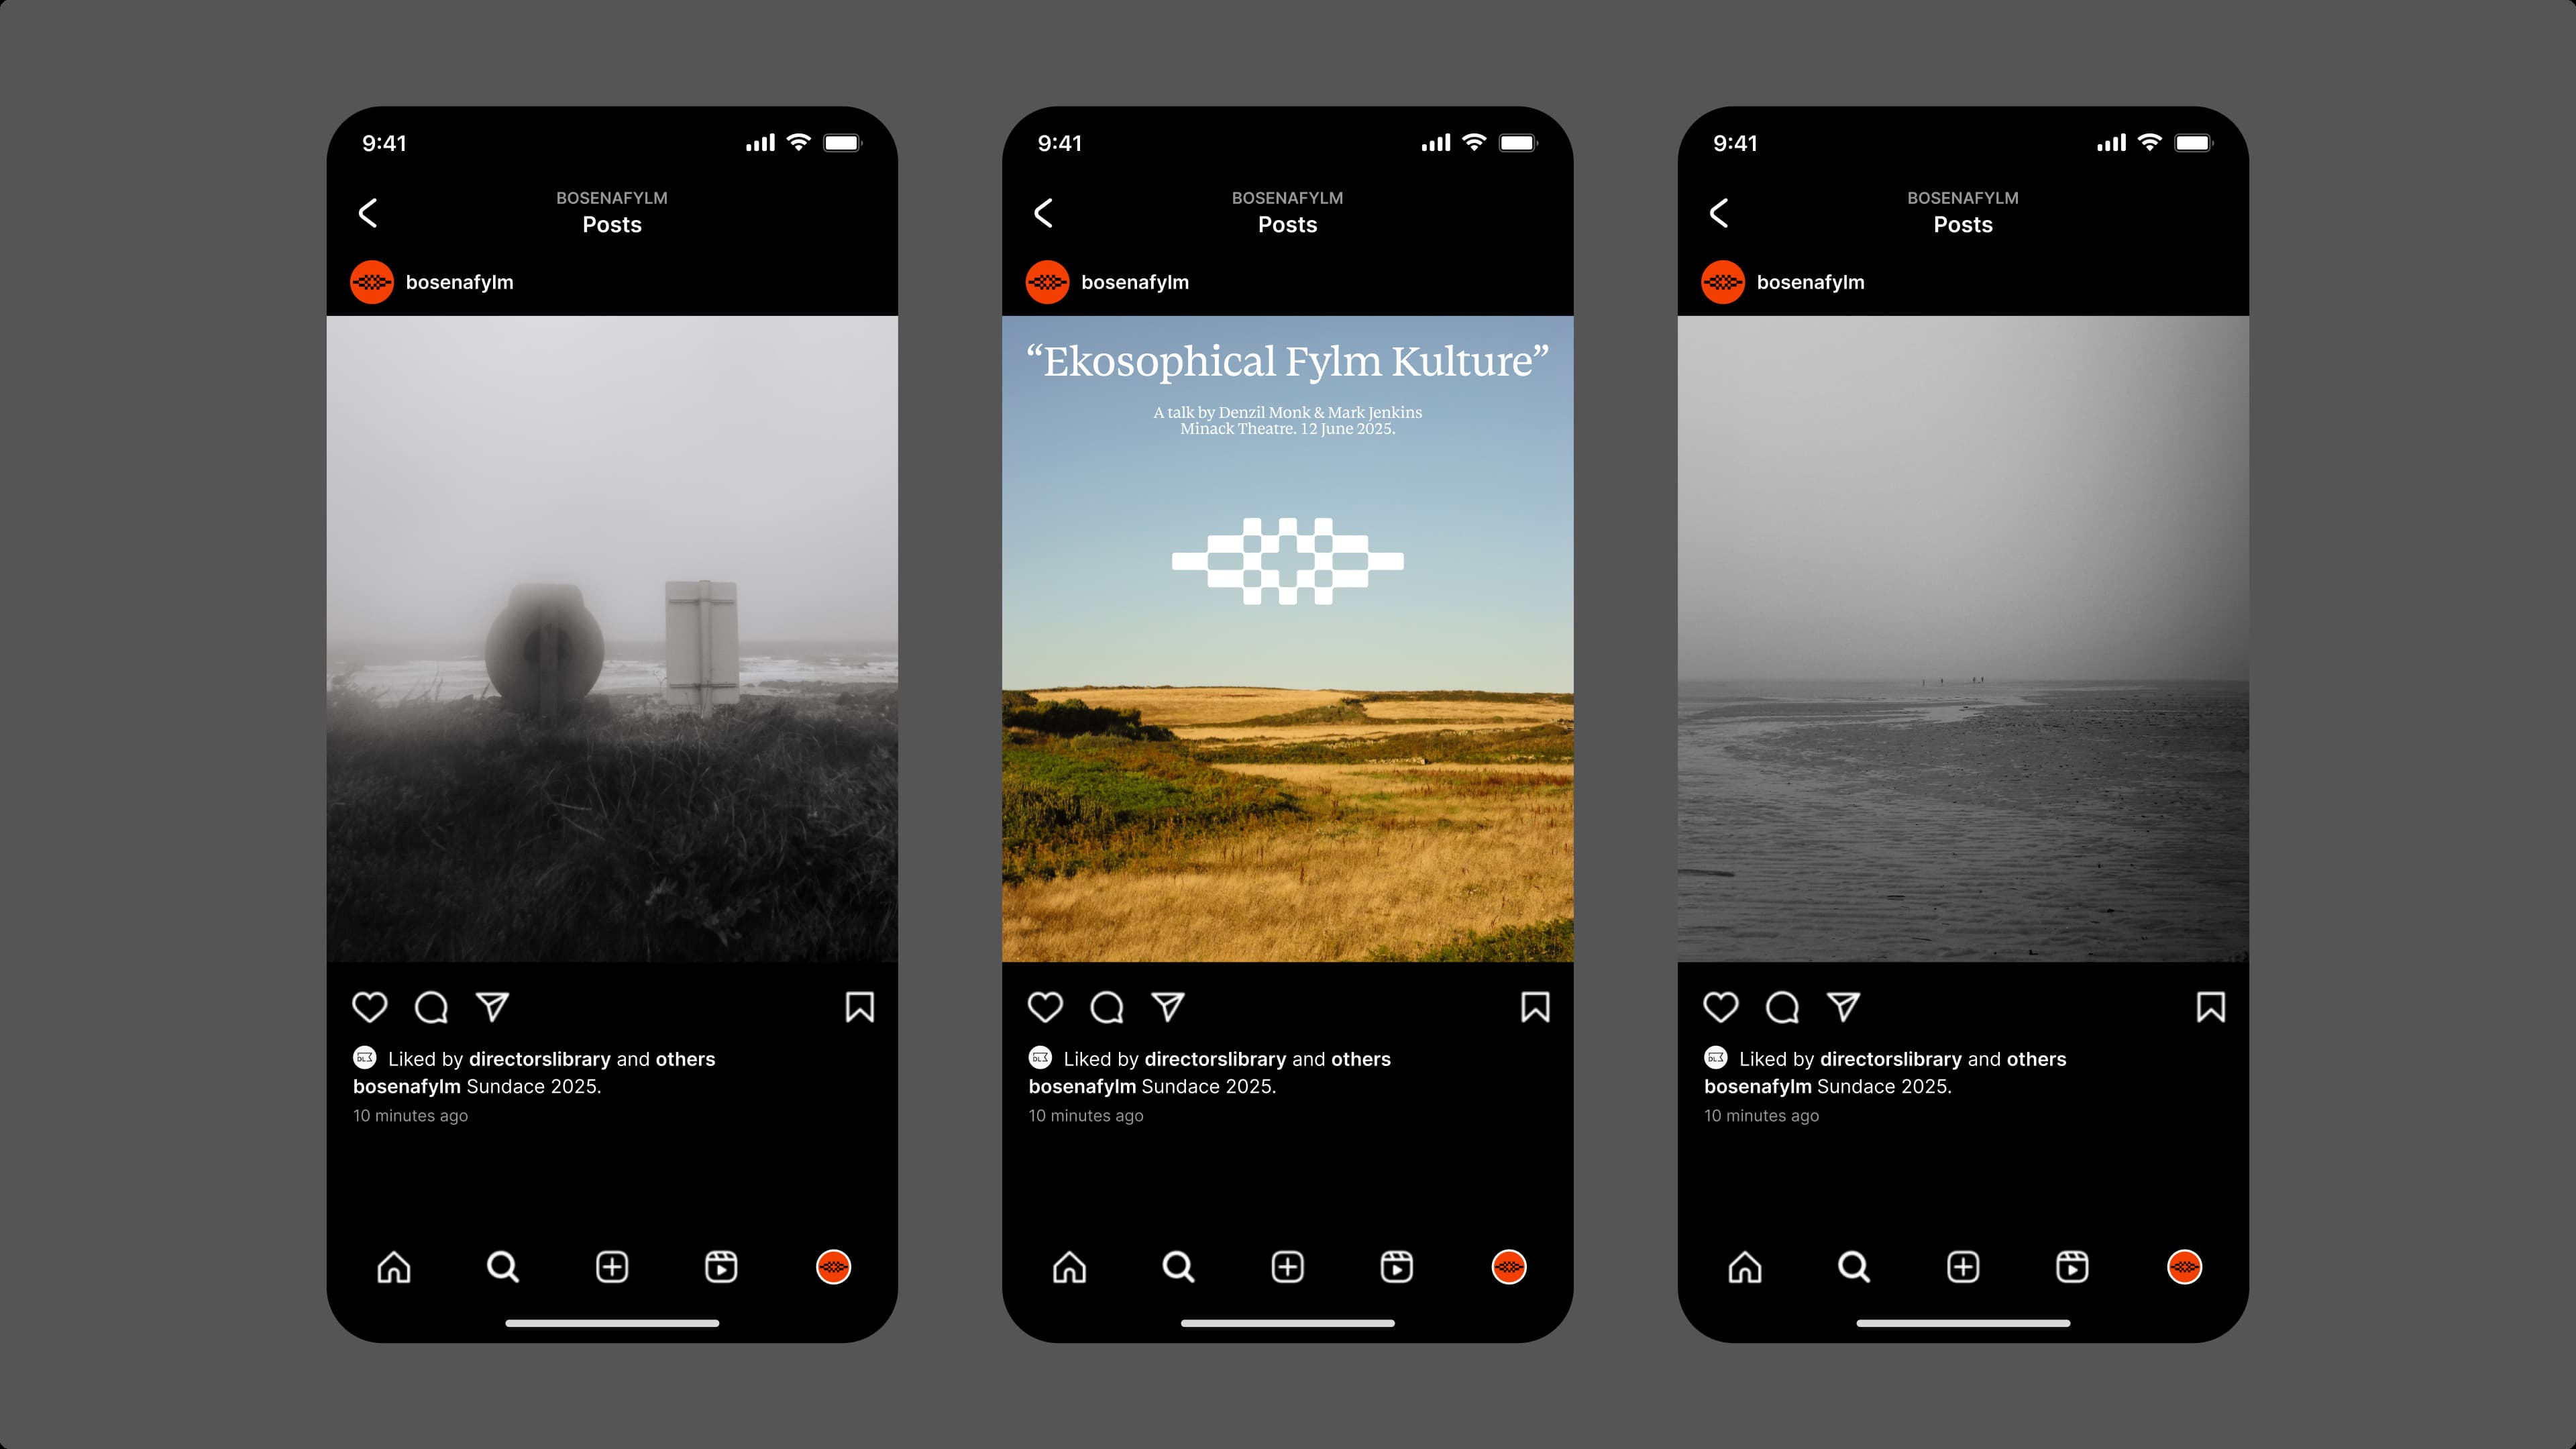 9:41
BOSENAFYLM
Posts
bosenafylm
DL
Liked by directorslibrary and others
bosenafylm Sundace 2025.
10 minutes ago
9:41
BOSENAFYLM
Posts
bosenafylm
“Ekosophical Fylm Kulture”
A talk by Denzil Monk & Mark Jenkins
Minack Theatre. 12 June 2025.
DL
Liked by directorslibrary and others
bosenafylm Sundace 2025.
10 minutes ago
9:41
BOSENAFYLM
Posts
bosenafylm
DL
Liked by directorslibrary and others
bosenafylm Sundace 2025.
10 minutes ago